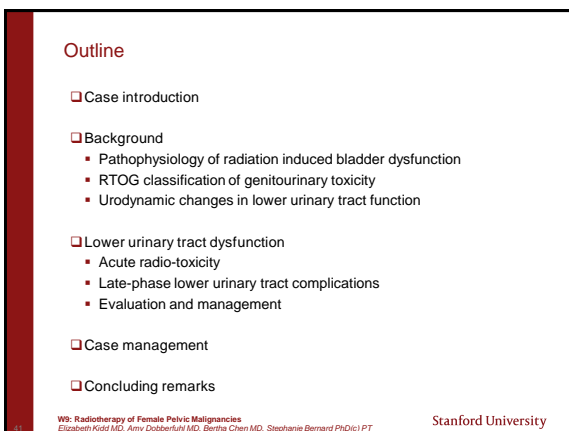 Outline
❑Case introduction
❑Background
▪ Pathophysiology of radiation induced bladder dysfunction
▪ RTOG classification of genitourinary toxicity
▪ Urodynamic changes in lower urinary tract function
❑Lower urinary tract dysfunction
▪ Acute radio-toxicity
▪ Late-phase lower urinary tract complications
▪ Evaluation and management
❑Case management
❑Concluding remarks
W9: Radiotherapy of Female Pelvic Malignancies
Elizabeth Kidd MD, Amy Dobberfuhl MD, Bertha Chen MD, Stephanie Bernard PhD(c) PT
Stanford University
41